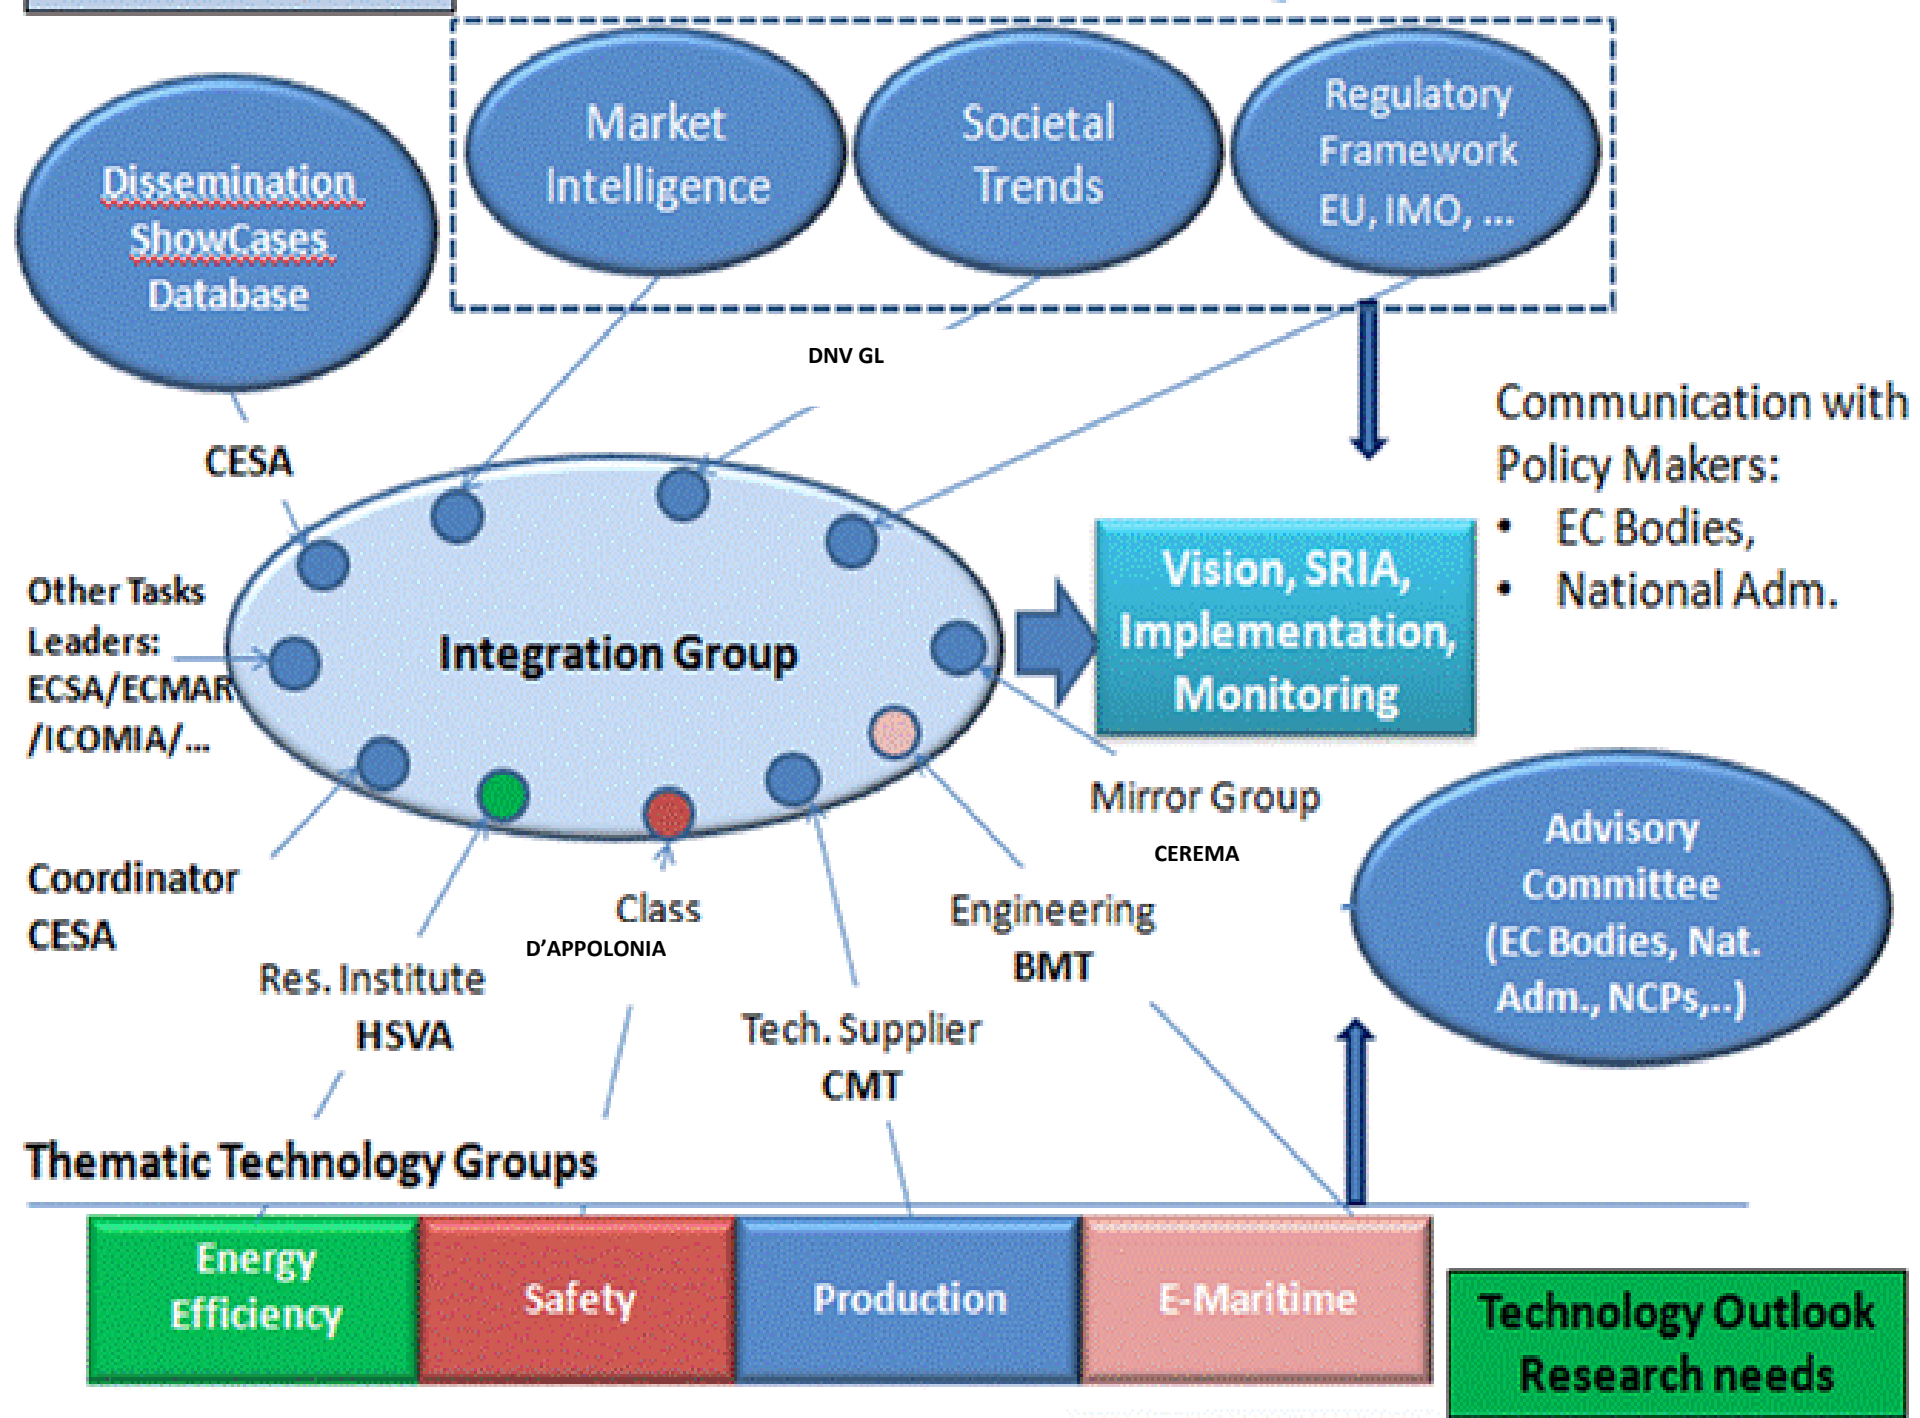 Dissemination
ShowCases
Database
Market
Intelligence
Societal
Trends
Regulatory
Framework
EU, IMO, ...
DNV GL
CESA
Communication with
Policy Makers:
• EC Bodies,
• National Adm.
Other Tasks
Leaders:
ECSA/ECMAR
/ICOMIA/...
Integration Group
Vision, SRIA,
Implementation,
Monitoring
Mirror Group
CEREMA
Coordinator
CESA
Res. Institute
HSVA
Class
D’APPOLONIA
Tech. Supplier
CMT
Engineering
BMT
Advisory
Committee
(EC Bodies, Nat.
Adm., NCPs,..)
Thematic Technology Groups
Energy
Efficiency
Safety
Production
E-Maritime
Technology Outlook
Research needs